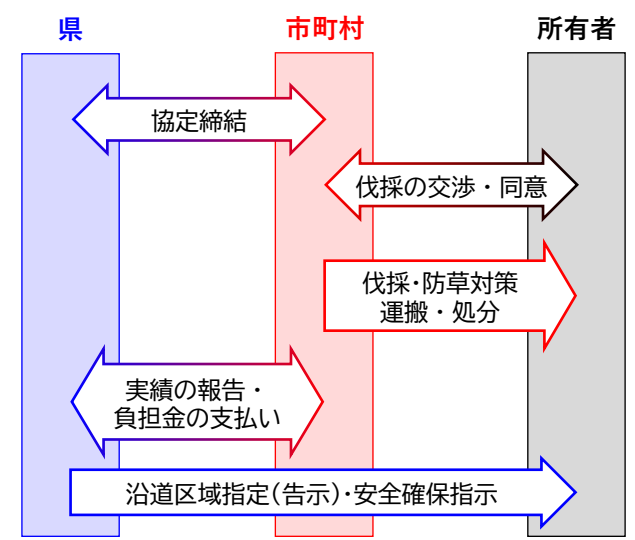 県
市町村
所有者
協定締結
伐採の交渉・同意
伐採・防草対策
運搬・処分
実績の報告・
負担金の支払い
沿道区域指定(告示)・安全確保指示